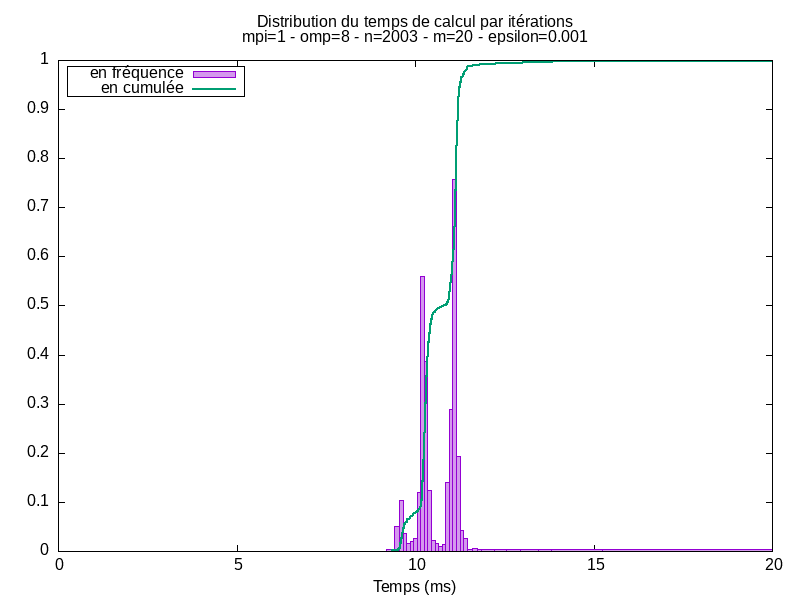 Distribution du temps de calcul par itérations
mpi=1 - omp=8 - n=2003 - m=20 - epsilon=0.001
en fréquence
en cumulée
1
0.9
0.8
0.7
0.6
0.5
0.4
0.3
0.2
0.1
0
0 5 10 15 20
Temps (ms)